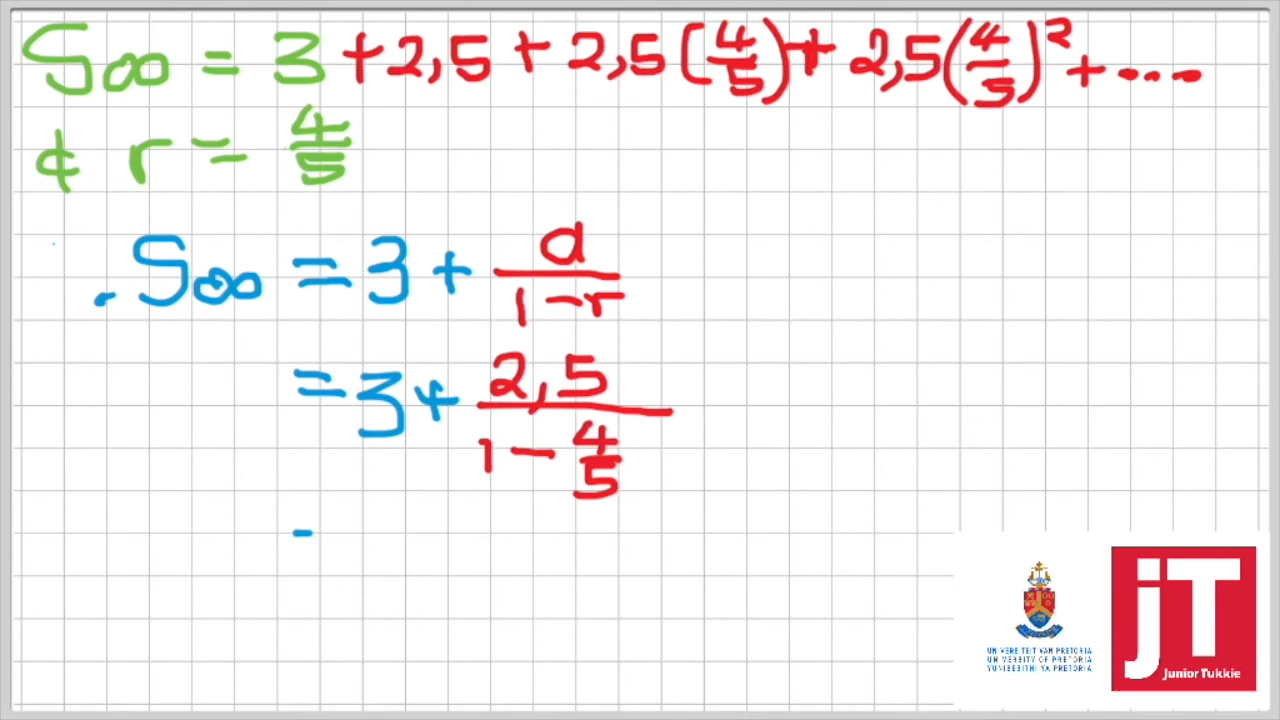 S∞ = 3 + 2,5 + 2,5(4/5) + 2,5(4/5)² + ...
& r = 4/5
S∞ = 3 + a/(1 - r)
= 3 + 2,5/(1 - 4/5)
=
UNIVERSITEIT VAN PRETORIA
UNIVERSITY OF PRETORIA
YUNIBESITHI YA PRETORIA
jT
Junior Tukkie